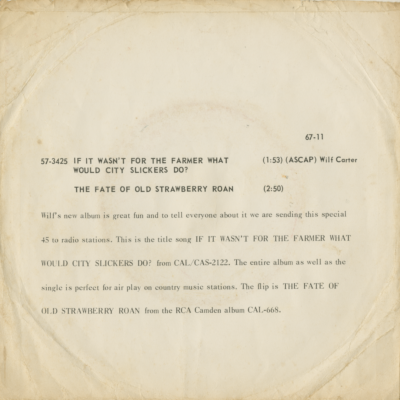 67-11
57-3425 IF IT WASN'T FOR THE FARMER WHAT (1:53) (ASCAP) Wilf Carter
WOULD CITY SLICKERS DO?
THE FATE OF OLD STRAWBERRY ROAN (2:50)
Wilf's new album is great fun and to tell everyone about it we are sending this special
45 to radio stations. This is the title song IF IT WASN'T FOR THE FARMER WHAT
WOULD CITY SLICKERS DO? from CAL/CAS-2122. The entire album as well as the
single is perfect for air play on country music stations. The flip is THE FATE OF
OLD STRAWBERRY ROAN from the RCA Camden album CAL-668.